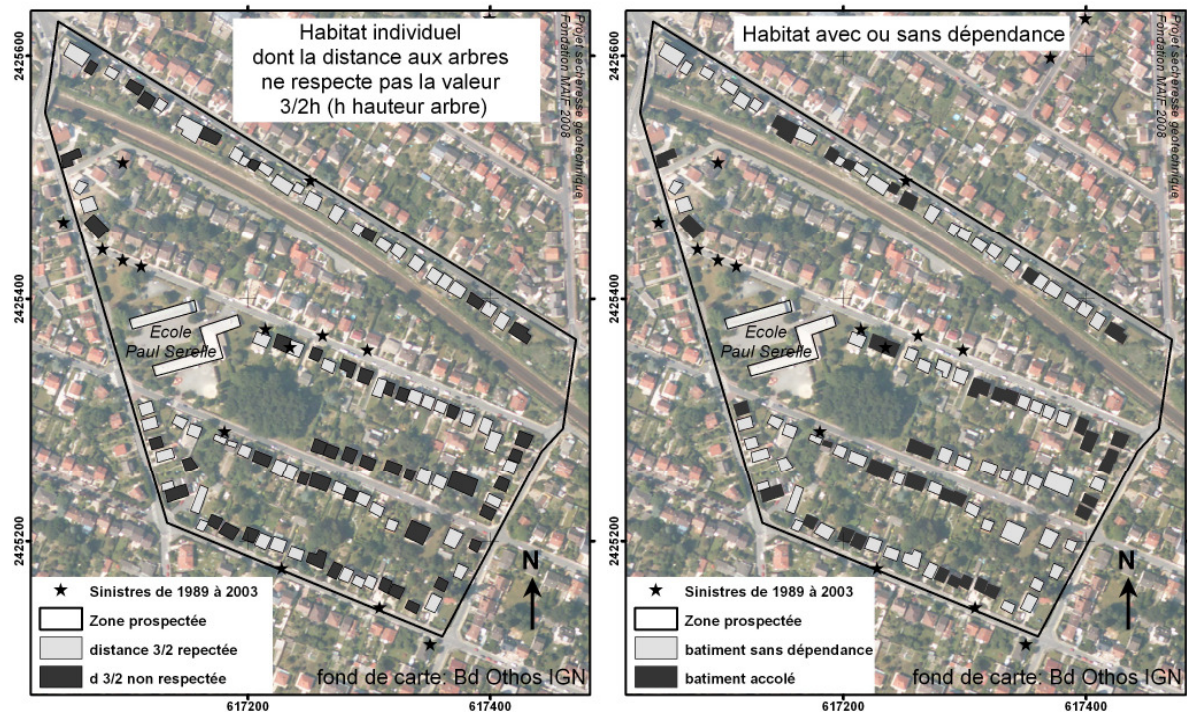 Habitat individuel
dont la distance aux arbres
ne respecte pas la valeur
3/2h (h hauteur arbre)
Projet sècheresse géotechnique
Fondation MAIF 2008
2425600
2425400
2425200
Ecole
Paul Serelle
N
Sinistres de 1989 à 2003
Zone prospectée
distance 3/2 repectée
d 3/2 non respectée
fond de carte: Bd Othos IGN
617200
617400
Habitat avec ou sans dépendance
Projet sècheresse géotechnique
Fondation MAIF 2008
2425600
2425400
2425200
Ecole
Paul Serelle
N
Sinistres de 1989 à 2003
Zone prospectée
batiment sans dépendance
batiment accolé
fond de carte: Bd Othos IGN
617200
617400